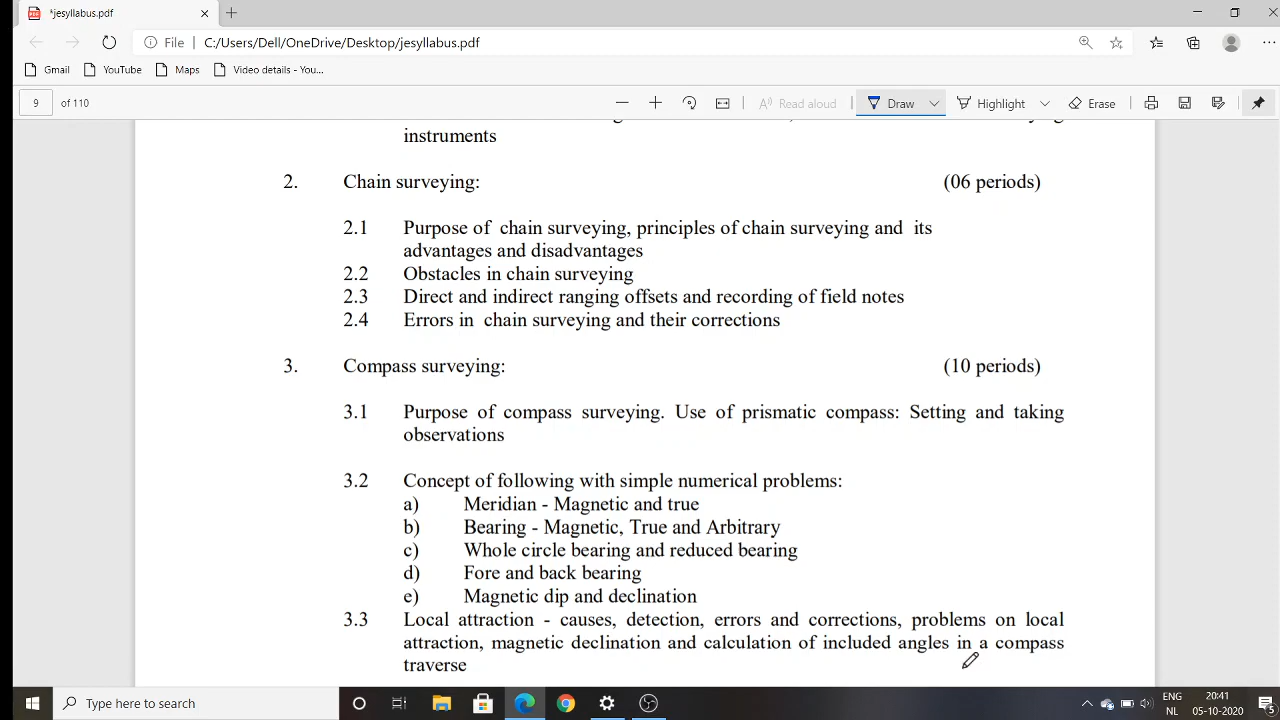 *jesyllabus.pdf
File | C:/Users/Dell/OneDrive/Desktop/jesyllabus.pdf
Gmail YouTube Maps Video details - You...
9 of 110 Read aloud Draw Highlight Erase
instruments
2. Chain surveying: (06 periods)
2.1 Purpose of chain surveying, principles of chain surveying and its
advantages and disadvantages
2.2 Obstacles in chain surveying
2.3 Direct and indirect ranging offsets and recording of field notes
2.4 Errors in chain surveying and their corrections
3. Compass surveying: (10 periods)
3.1 Purpose of compass surveying. Use of prismatic compass: Setting and taking
observations
3.2 Concept of following with simple numerical problems:
a) Meridian - Magnetic and true
b) Bearing - Magnetic, True and Arbitrary
c) Whole circle bearing and reduced bearing
d) Fore and back bearing
e) Magnetic dip and declination
3.3 Local attraction - causes, detection, errors and corrections, problems on local
attraction, magnetic declination and calculation of included angles in a compass
traverse
Type here to search
ENG 20:41
NL 05-10-2020 5